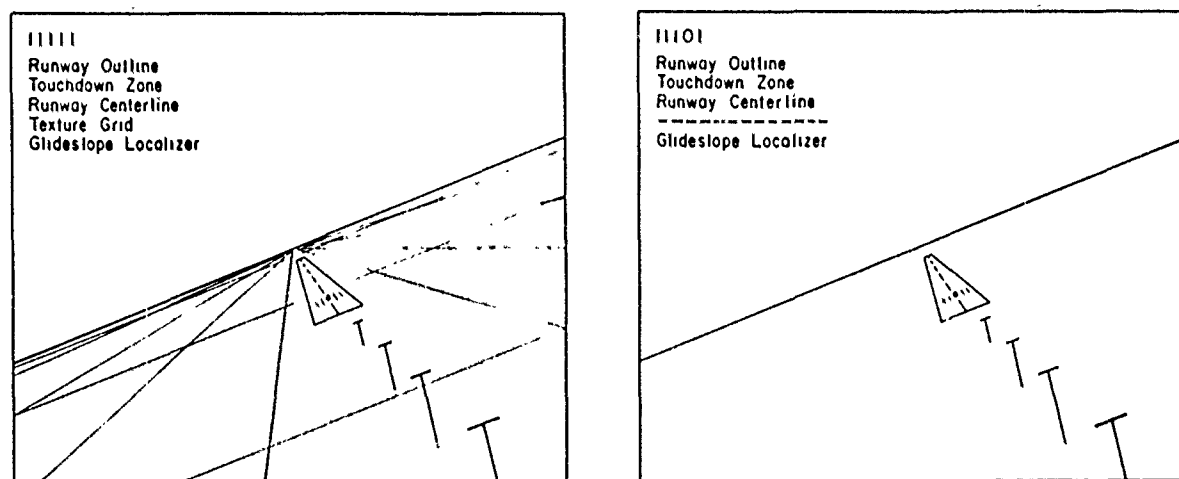 11111
Runway Outline
Touchdown Zone
Runway Centerline
Texture Grid
Glideslope Localizer
11101
Runway Outline
Touchdown Zone
Runway Centerline
Glideslope Localizer